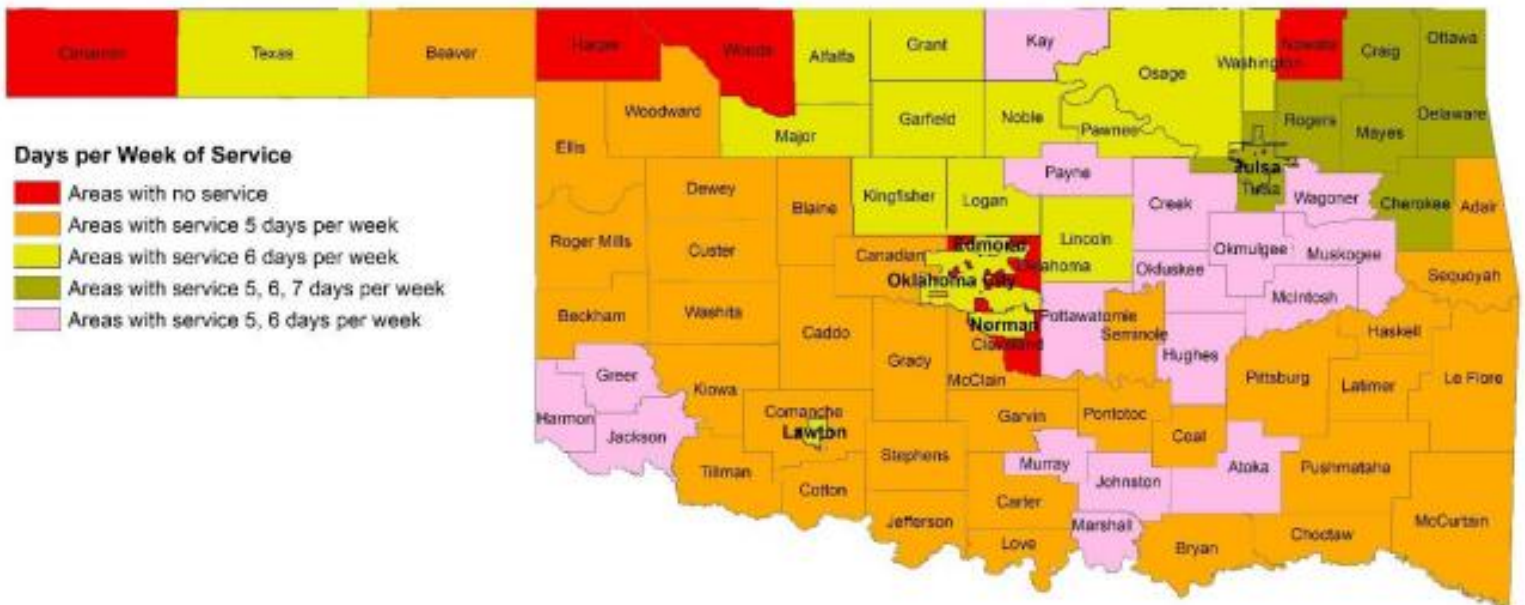 Cimarron
Texas
Beaver
Harper
Woods
Alfalfa
Grant
Kay
Osage
Washington
Nowata
Craig
Ottawa
Woodward
Major
Garfield
Noble
Pawnee
Rogers
Mayes
Delaware
Ellis
Days per Week of Service
Areas with no service
Areas with service 5 days per week
Areas with service 6 days per week
Areas with service 5, 6, 7 days per week
Areas with service 5, 6 days per week
Dewey
Blaine
Kingfisher
Logan
Payne
Creek
Tulsa
Tulsa
Wagoner
Cherokee
Adair
Roger Mills
Custer
Canadian
Edmond
Oklahoma
Oklahoma City
Lincoln
Okfuskee
Okmulgee
Muskogee
McIntosh
Sequoyah
Beckham
Washita
Caddo
Grady
Norman
Cleveland
McClain
Pottawatomie
Seminole
Hughes
Pittsburg
Haskell
Latimer
Le Flore
Greer
Harmon
Jackson
Kiowa
Comanche
Lawton
Tillman
Cotton
Stephens
Garvin
Pontotoc
Coal
Murray
Johnston
Atoka
Pushmataha
Jefferson
Carter
Love
Marshall
Bryan
Choctaw
McCurtain